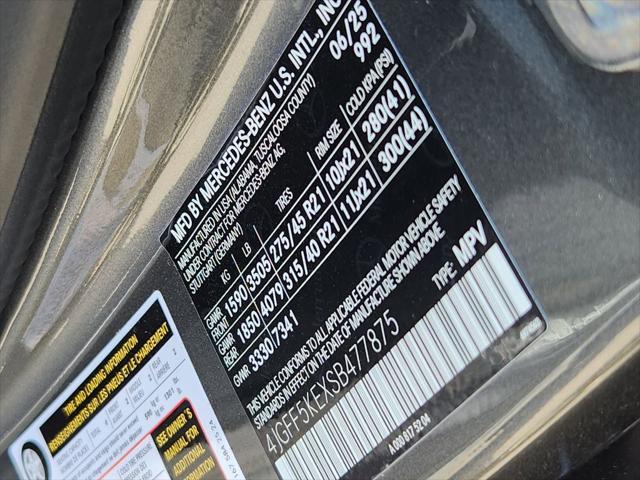 MFD BY MERCEDES-BENZ U.S. INTL., INC.
MANUFACTURED IN USA (ALABAMA, TUSCALOOSA COUNTY) 06/25
UNDER CONTRACT FOR MERCEDES-BENZ AG, 992
STUTTGART (GERMANY)
KG LB TIRES RIM SIZE COLD KPA(PSI)
GAWR FRONT 1590 3505 275/45 R21 10Jx21 280(41)
GAWR REAR 1850 4079 315/40 R21 11Jx21 300(44)
GVWR 3330 7341
THIS VEHICLE CONFORMS TO ALL APPLICABLE FEDERAL MOTOR VEHICLE SAFETY
STANDARDS IN EFFECT ON THE DATE OF MANUFACTURE SHOWN ABOVE.
4JGFF5KEXSB477875 TYPE: MPV
A 000 817 52 04
TIRE AND LOADING INFORMATION
RENSEIGNEMENTS SUR LES PNEUS ET LE CHARGEMENT
SEE OWNER'S
MANUAL FOR
ADDITIONAL